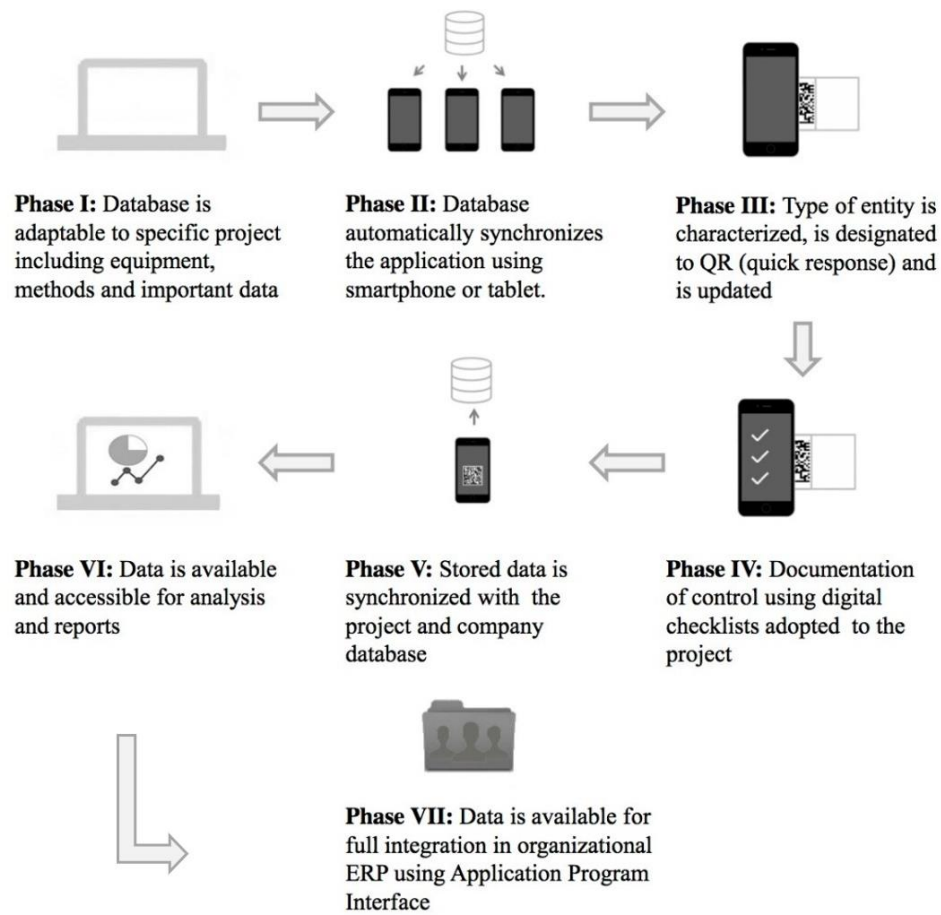 Phase I: Database is
adaptable to specific project
including equipment,
methods and important data
Phase II: Database
automatically synchronizes
the application using
smartphone or tablet.
Phase III: Type of entity is
characterized, is designated
to QR (quick response) and
is updated
Phase VI: Data is available
and accessible for analysis
and reports
Phase V: Stored data is
synchronized with the
project and company
database
Phase IV: Documentation
of control using digital
checklists adopted to the
project
Phase VII: Data is available for
full integration in organizational
ERP using Application Program
Interface